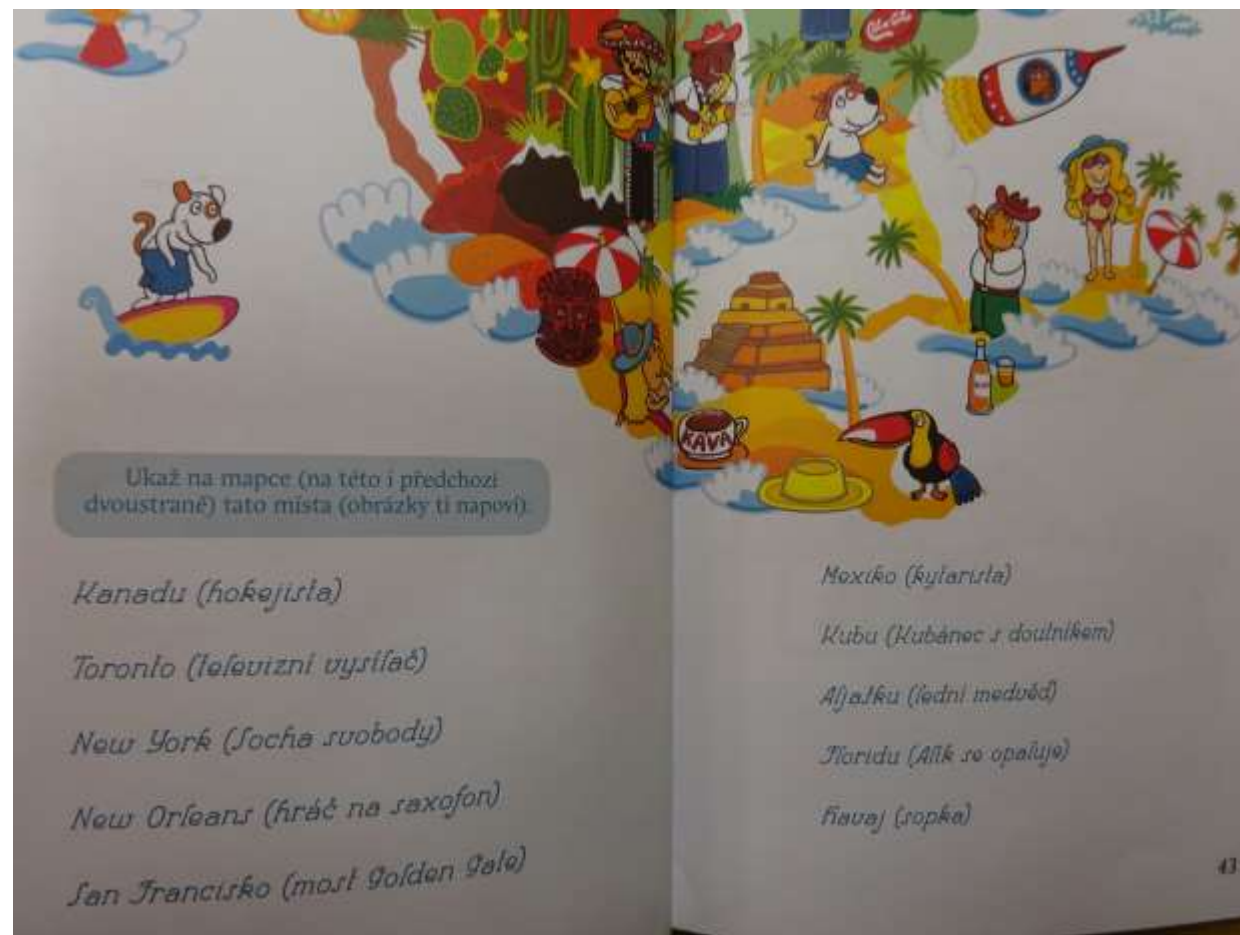 Coca Cola
KÁVA
Ukaž na mapce (na této i předchozí
dvoustraně) tato místa (obrázky ti napoví).
Kanadu (hokejista)
Toronto (televizní vysílač)
New York (Socha svobody)
New Orleans (hráč na saxofon)
San Francisko (most Golden Gate)
Mexiko (kytarista)
Kubu (Kubánec s doutníkem)
Aljašku (lední medvěd)
Floridu (Alík se opaluje)
Havaj (sopka)
43